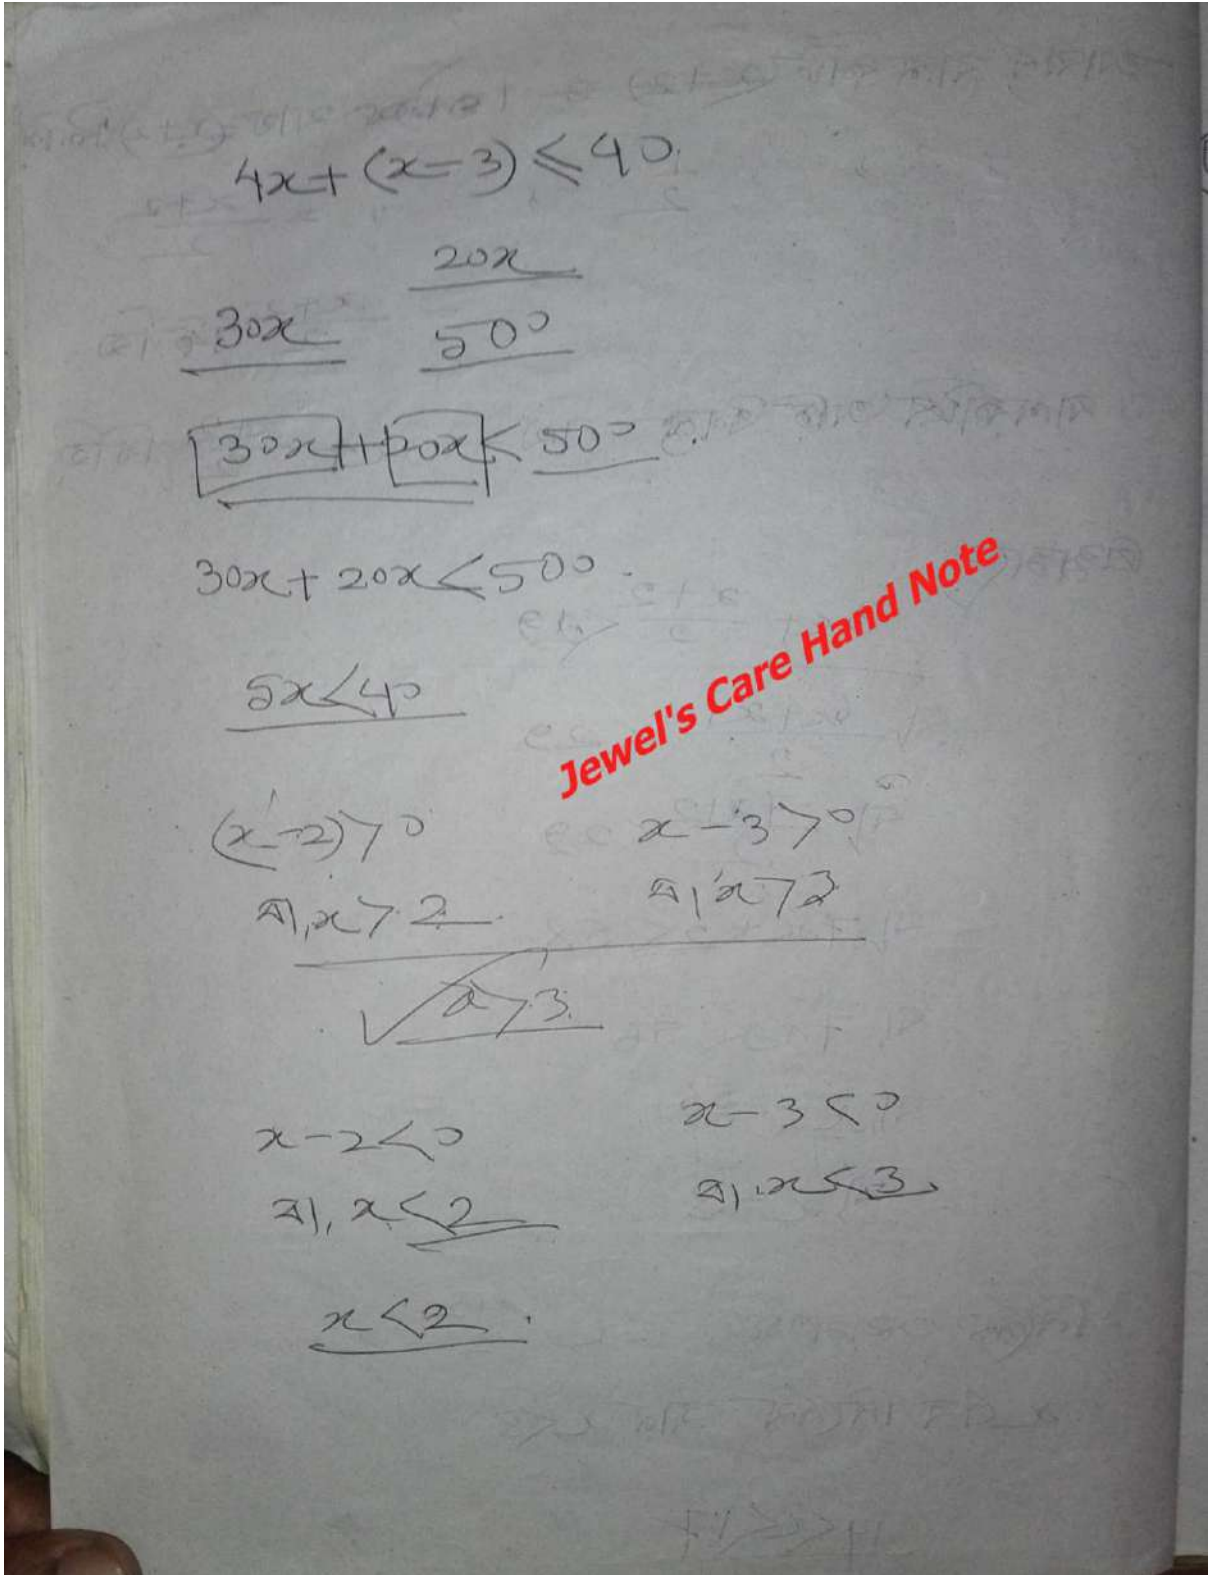 4x+(x-3)≤40
20x
30x 500
30x+20x<500
30x+20x<500.
5x<40
(x-2)>0 x-3>0
বা, x>2 বা, x>3
x>3
x-2<0 x-3<0
বা, x<2 বা, x<3
x<2.
Jewel's Care Hand Note